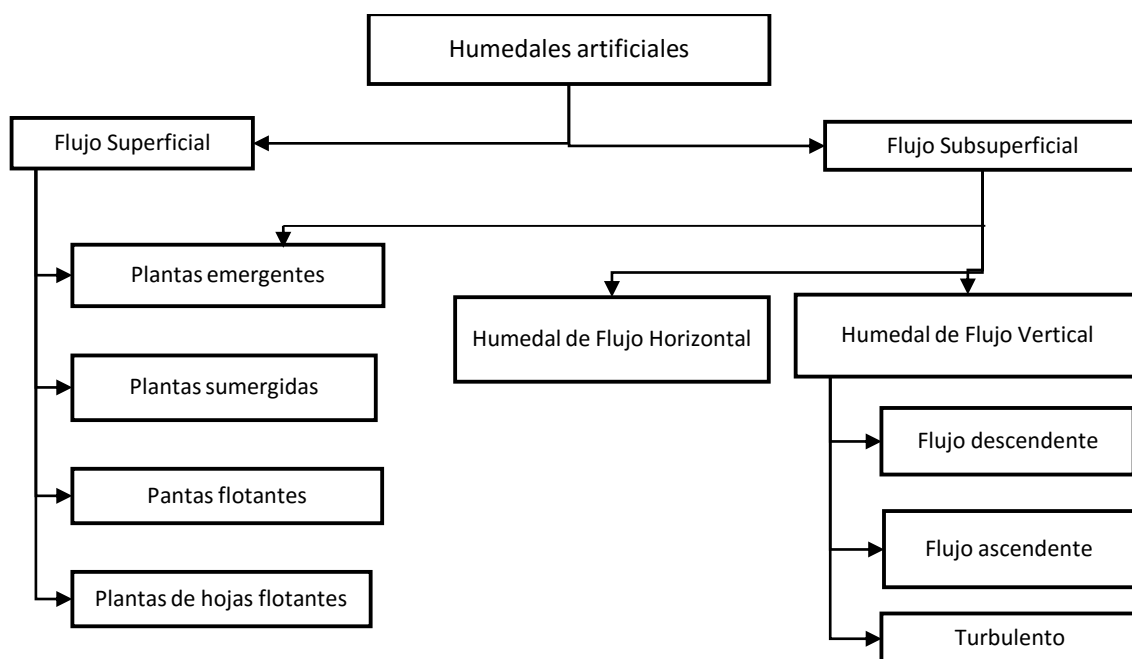 Humedales artificiales
Flujo Superficial
Flujo Subsuperficial
Plantas emergentes
Humedal de Flujo Horizontal
Humedal de Flujo Vertical
Plantas sumergidas
Flujo descendente
Pantas flotantes
Flujo ascendente
Plantas de hojas flotantes
Turbulento